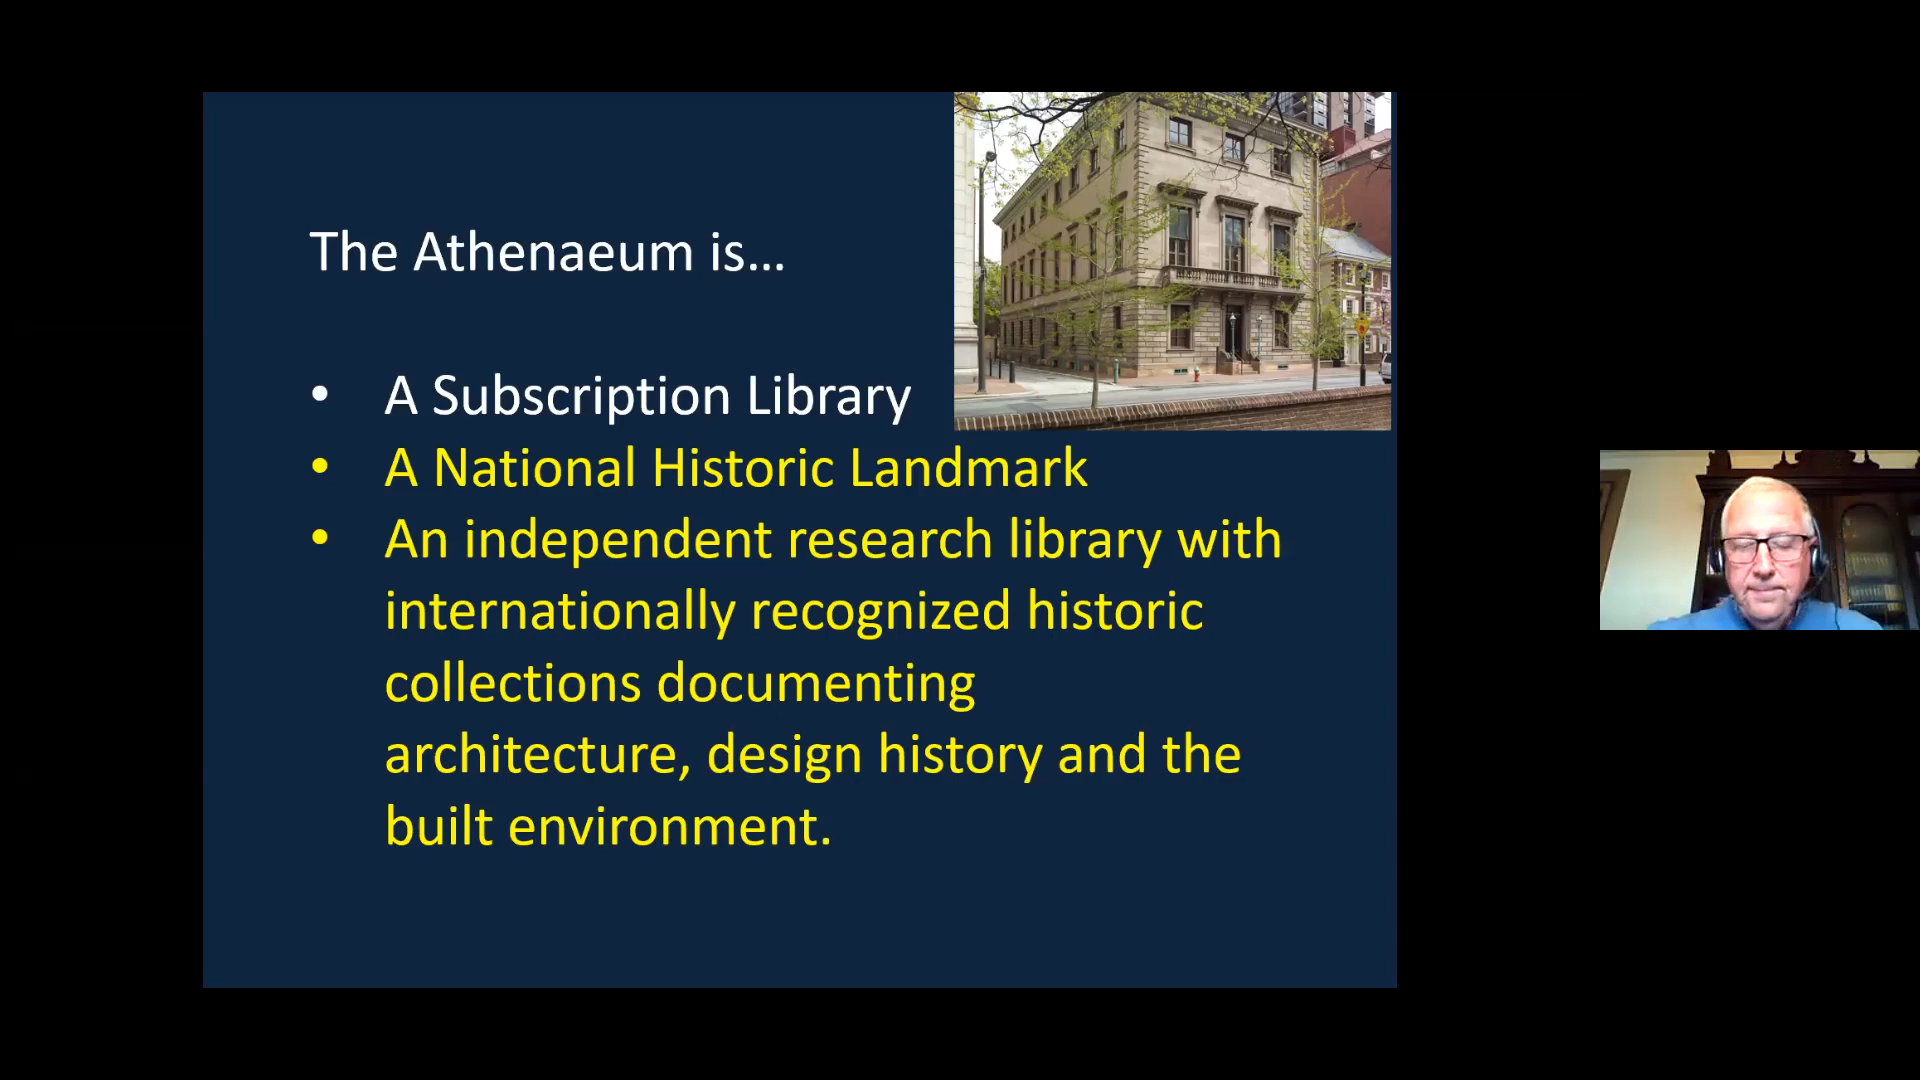 The Athenaeum is…
• A Subscription Library
• A National Historic Landmark
• An independent research library with
internationally recognized historic
collections documenting
architecture, design history and the
built environment.